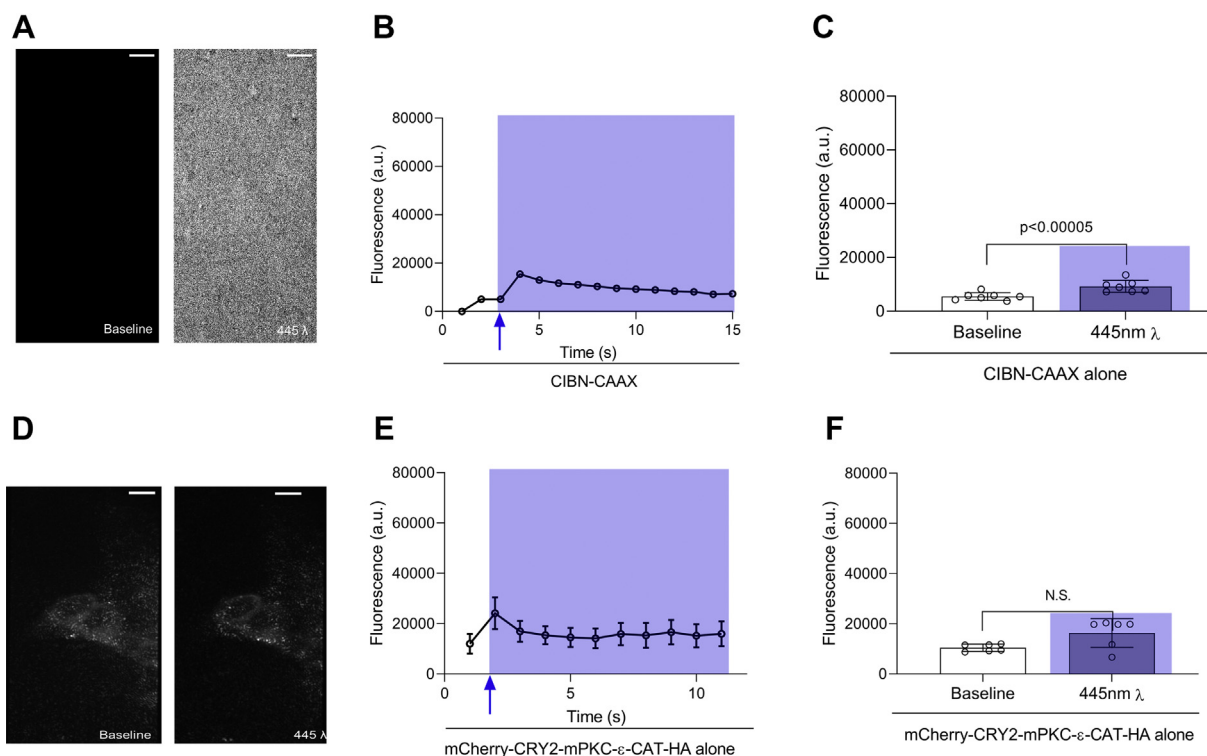 A
Baseline
445 λ
B
Fluorescence (a.u.)
80000
60000
40000
20000
0
0 5 10 15
Time (s)
CIBN-CAAX
C
Fluorescence (a.u.)
80000
60000
40000
20000
0
p<0.00005
Baseline 445nm λ
CIBN-CAAX alone
D
Baseline
445 λ
E
Fluorescence (a.u.)
80000
60000
40000
20000
0
0 5 10
Time (s)
mCherry-CRY2-mPKC-ε-CAT-HA alone
F
Fluorescence (a.u.)
80000
60000
40000
20000
0
N.S.
Baseline 445nm λ
mCherry-CRY2-mPKC-ε-CAT-HA alone